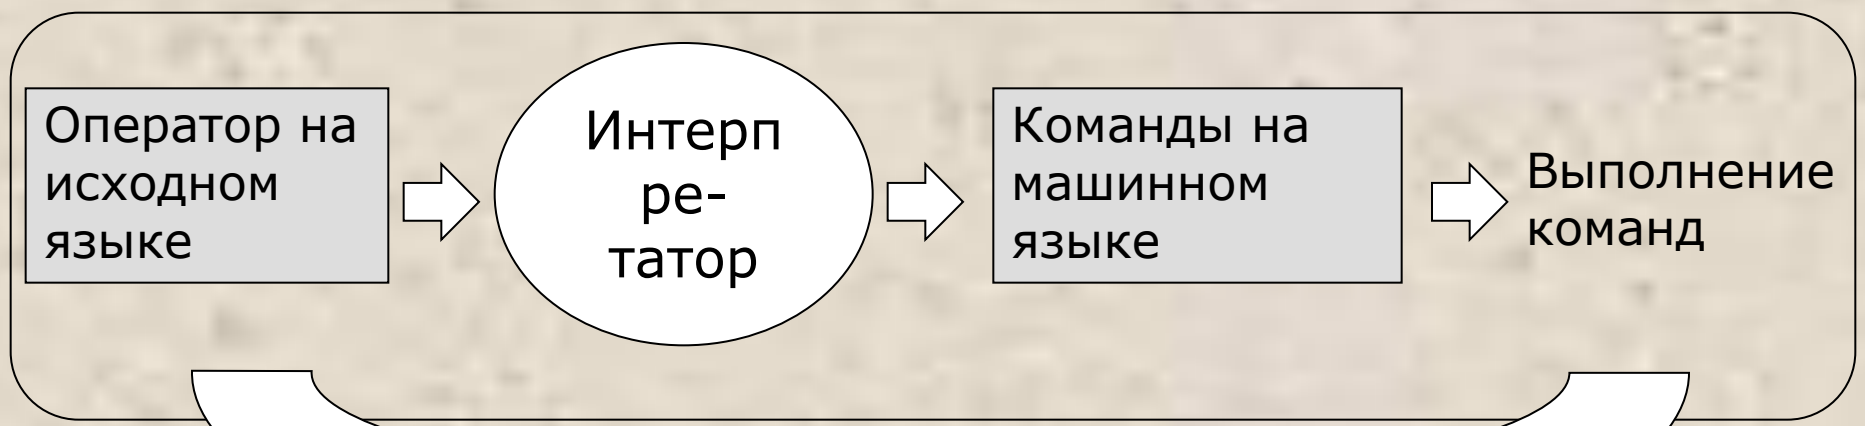 Оператор на
исходном
языке
Интерп
ре-
татор
Команды на
машинном
языке
Выполнение
команд